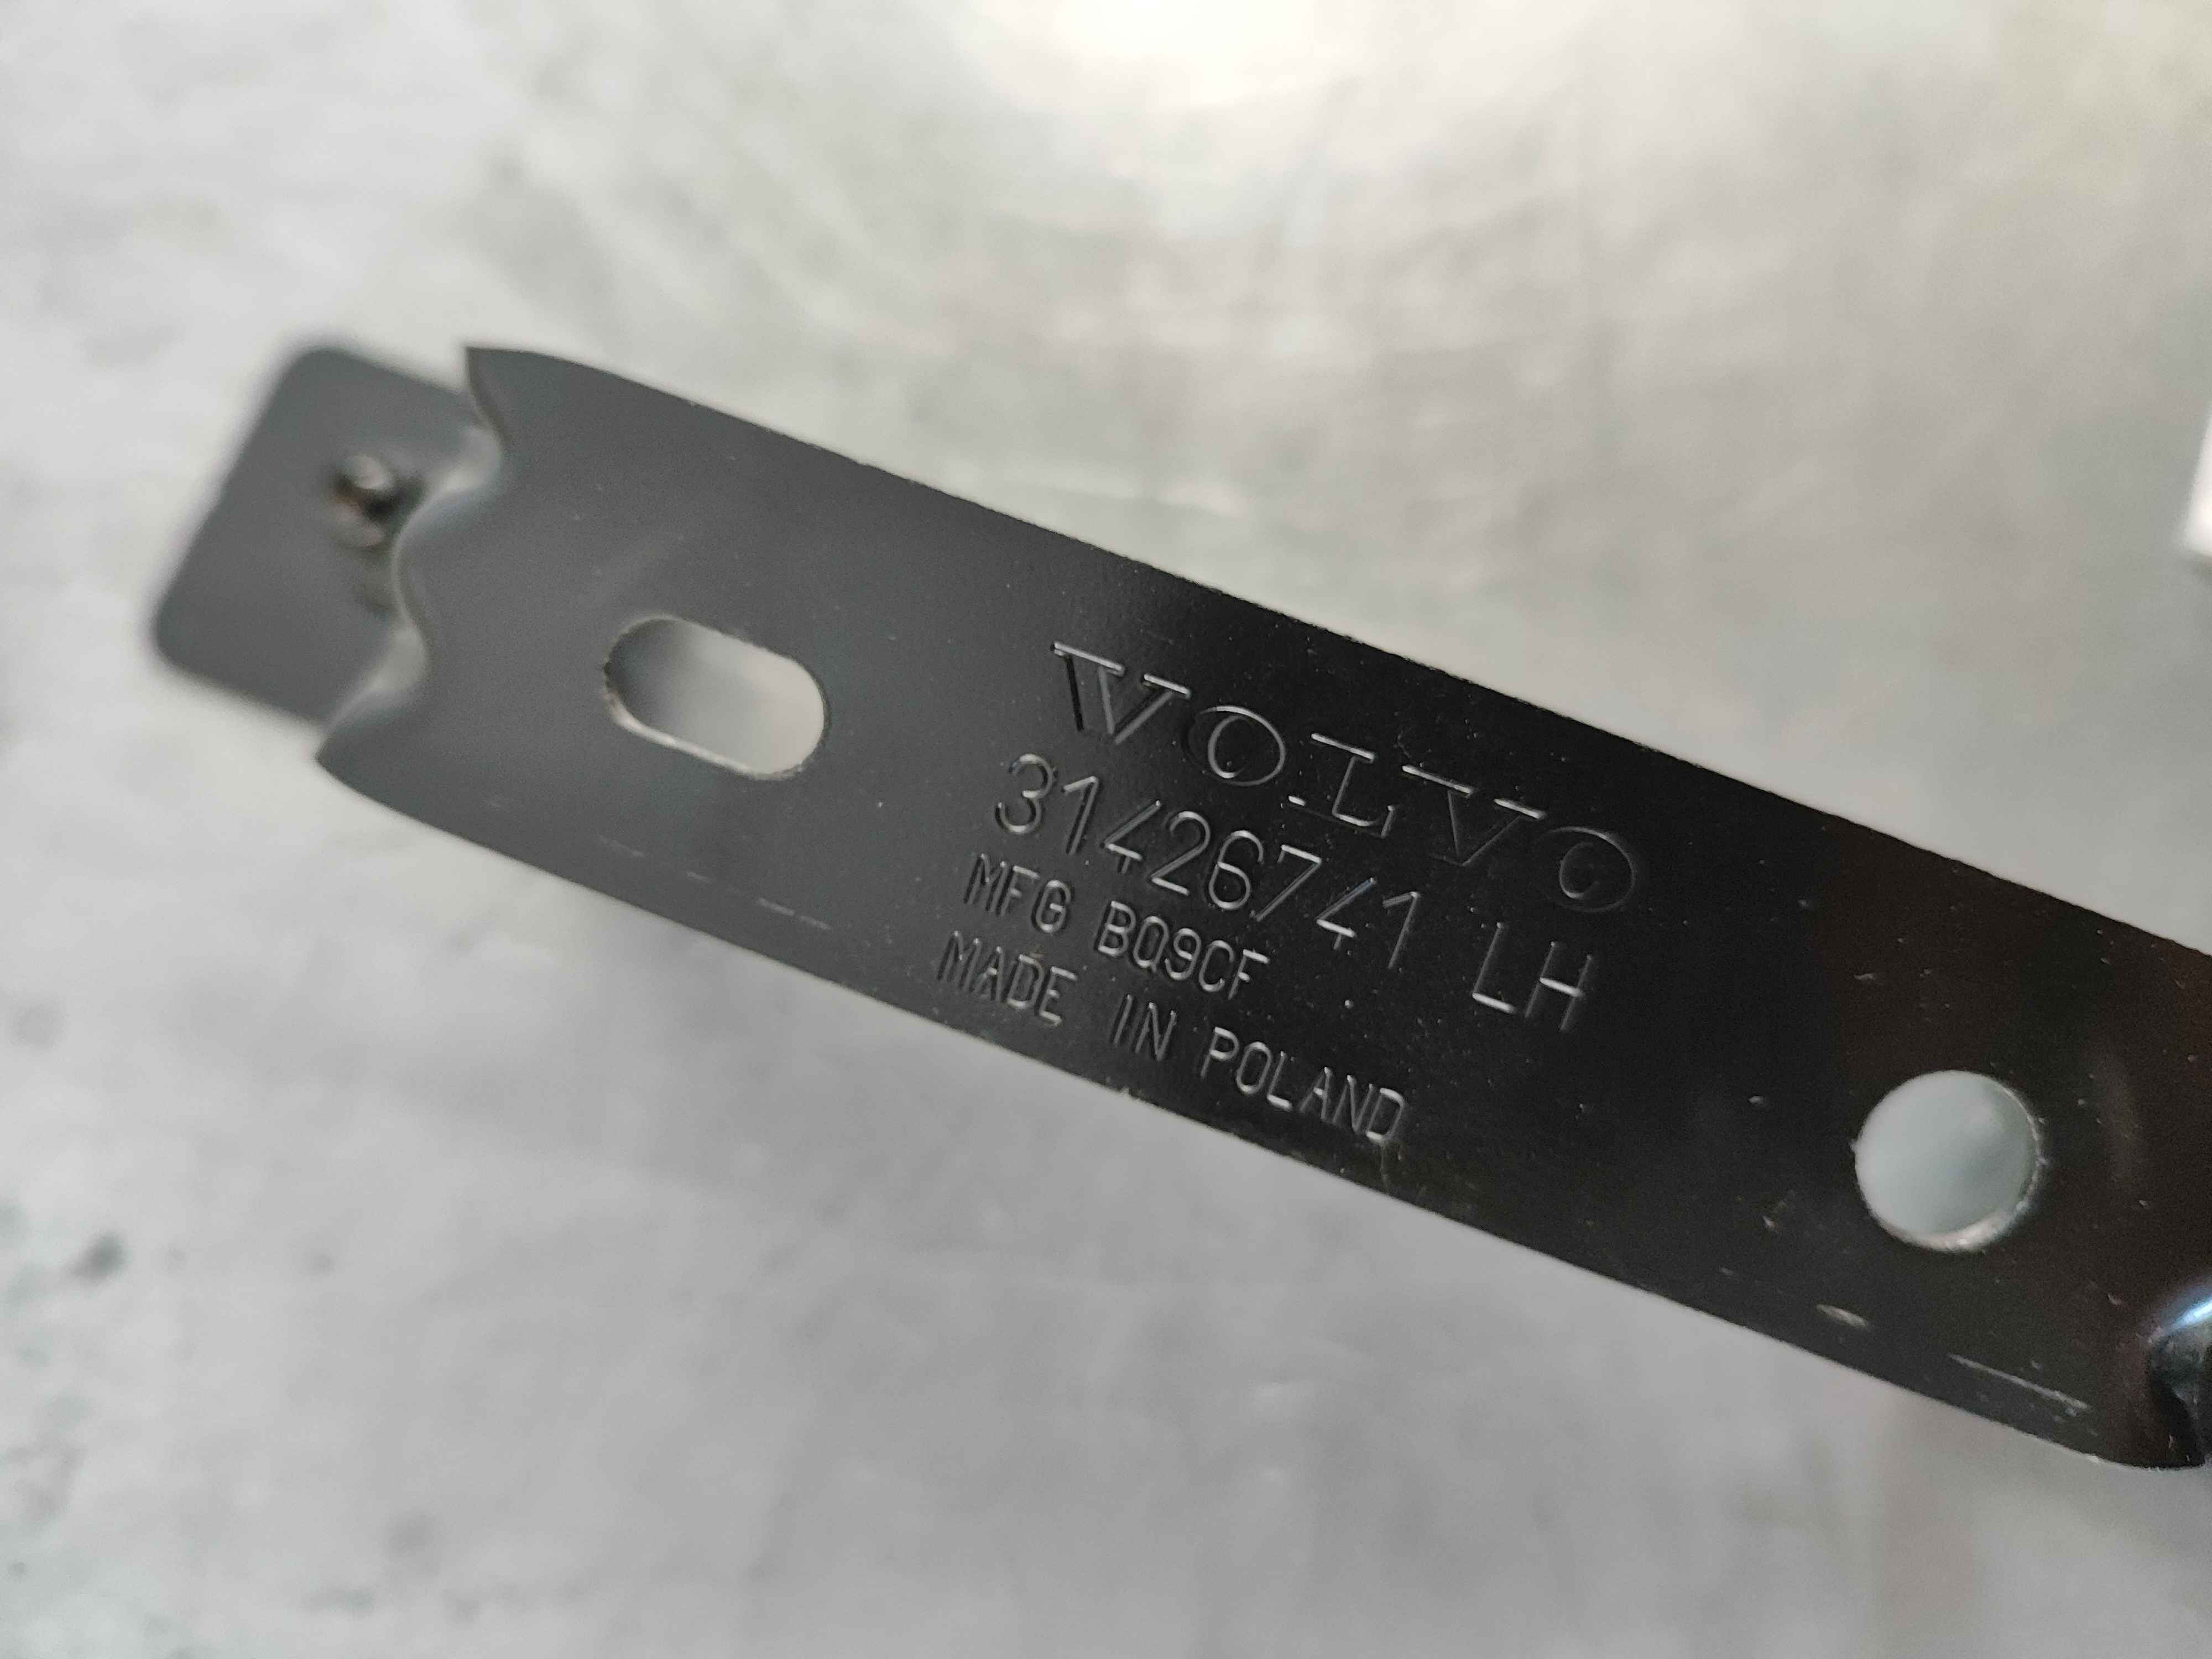 VOLVO
31426741 LH
MFG BQ9CF
MADE IN POLAND